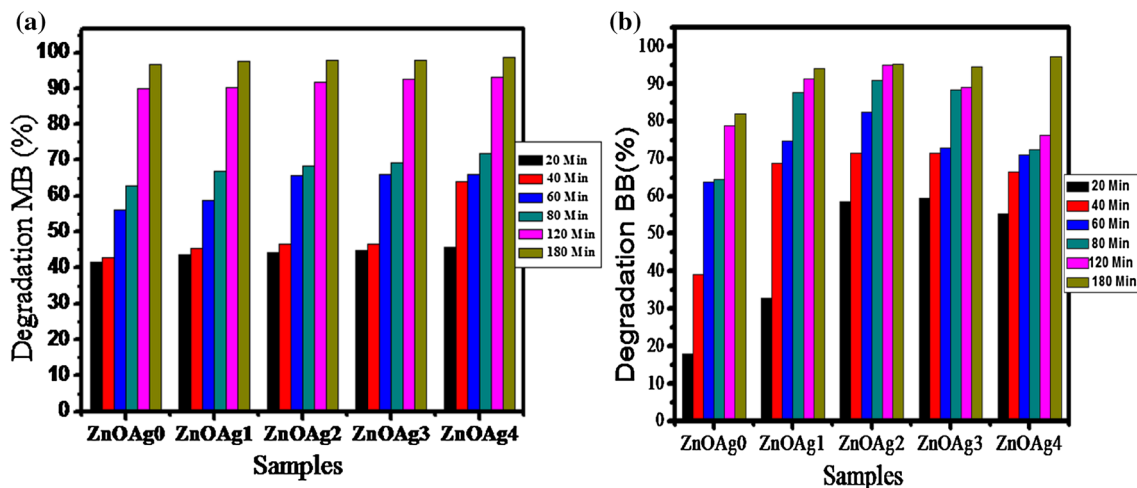 (a)
Degradation MB (%)
100
90
80
70
60
50
40
30
20
10
0
ZnOAg0 ZnOAg1 ZnOAg2 ZnOAg3 ZnOAg4
Samples
20 Min
40 Min
60 Min
80 Min
120 Min
180 Min
(b)
Degradation BB(%)
100
90
80
70
60
50
40
30
20
10
0
ZnOAg0 ZnOAg1 ZnOAg2 ZnOAg3 ZnOAg4
Samples
20 Min
40 Min
60 Min
80 Min
120 Min
180 Min